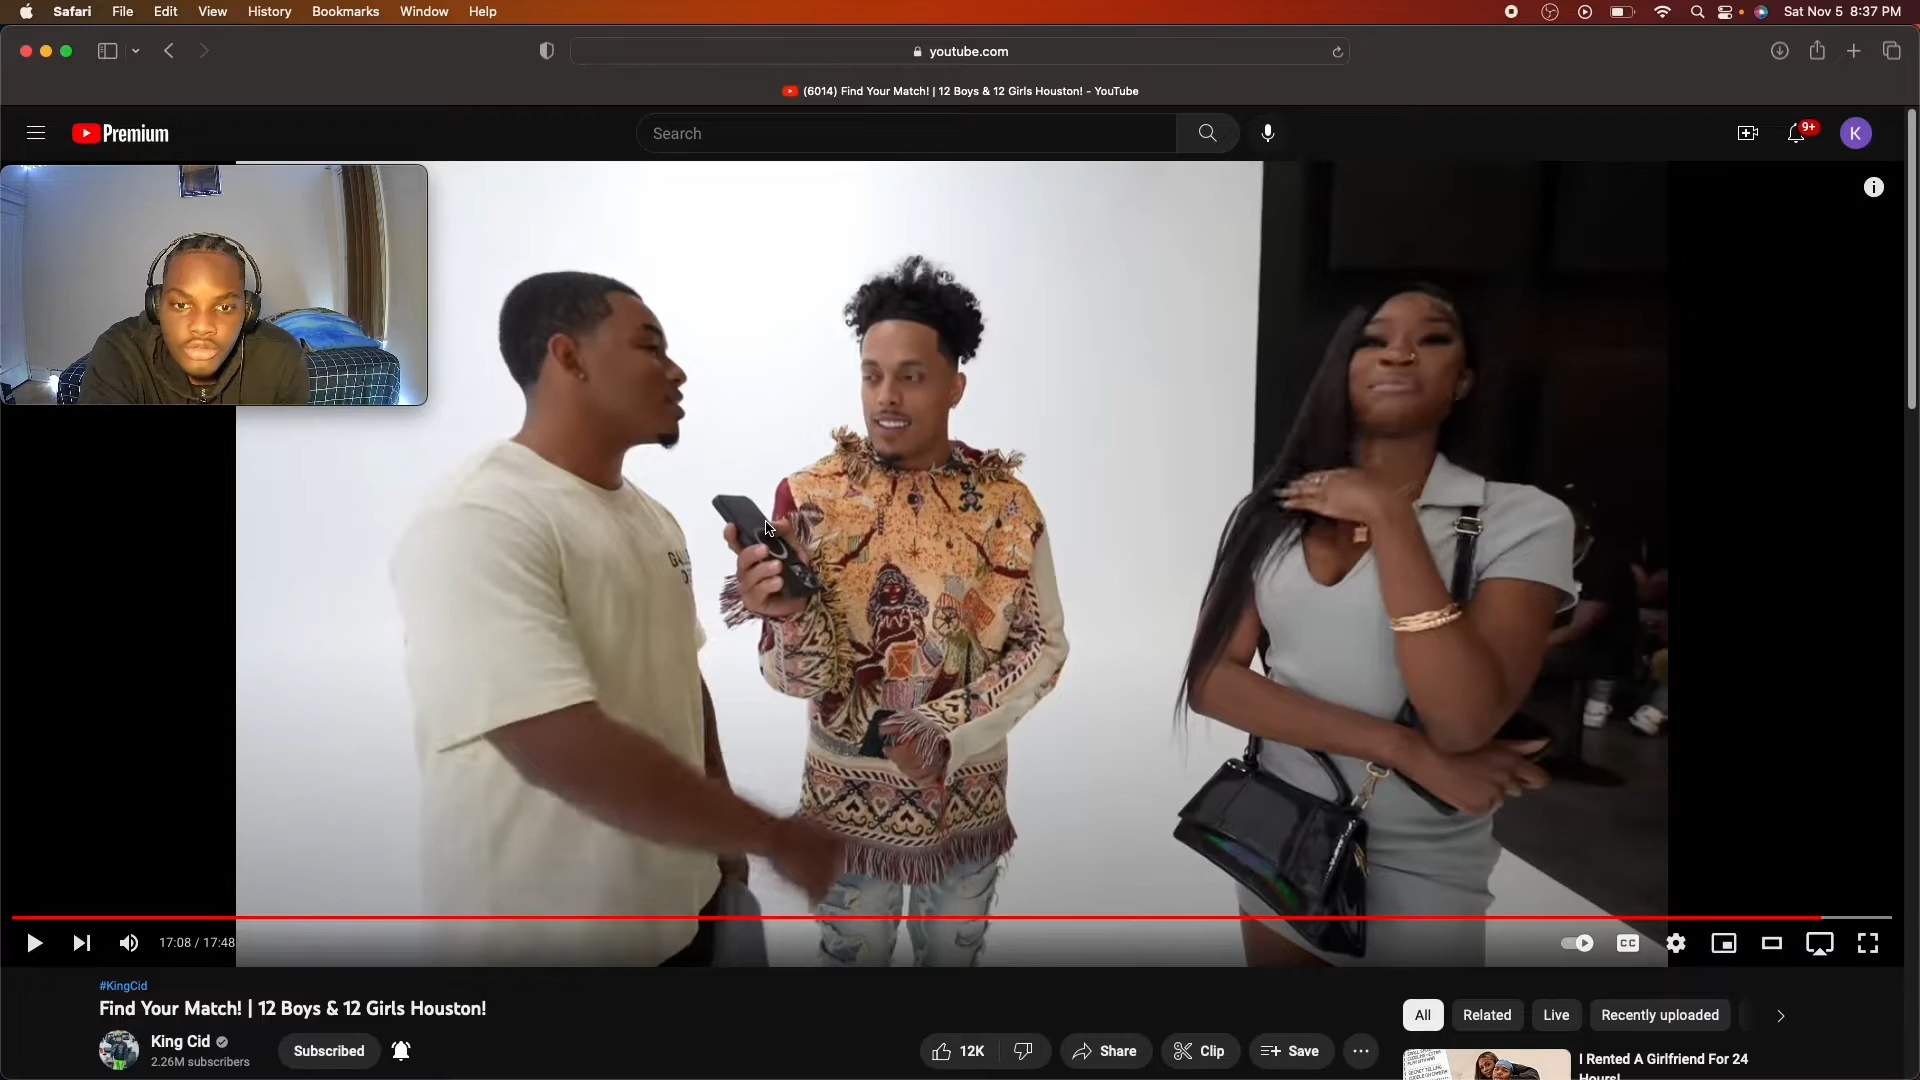 Safari File Edit View History Bookmarks Window Help
Sat Nov 5 8:37 PM
youtube.com
(6014) Find Your Match! | 12 Boys & 12 Girls Houston! - YouTube
Premium
Search
9+
K
i
17:08 / 17:48
CC
#KingCid
Find Your Match! | 12 Boys & 12 Girls Houston!
King Cid
2.26M subscribers
Subscribed
12K
Share
Clip
Save
All
Related
Live
Recently uploaded
I Rented A Girlfriend For 24
Hours!